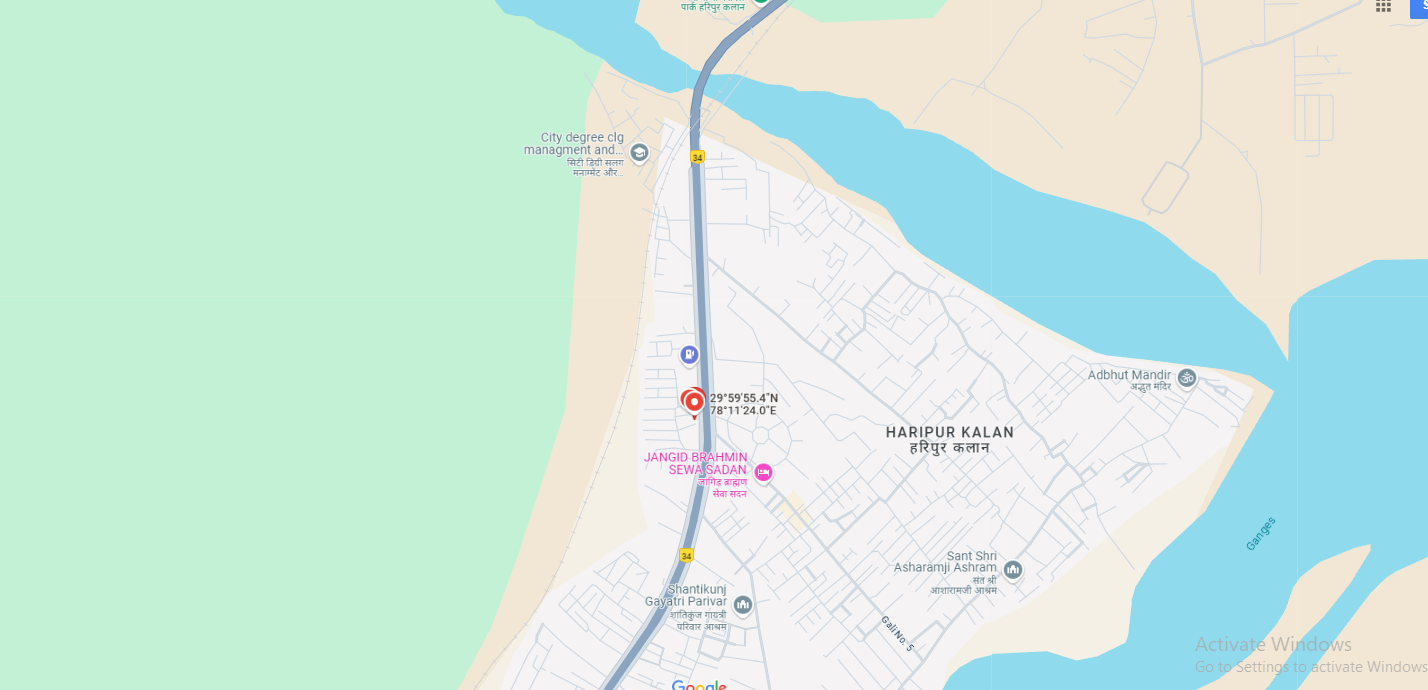 पार्क हरिपुर कलान
S
34
City degree clg
managment and...
सिटी डिग्री सलग
मनाग्मेंट और...
Adbhut Mandir
अद्भुत मंदिर
29°59'55.4"N
78°11'24.0"E
HARIPUR KALAN
हरिपुर कलान
JANGID BRAHMIN
SEWA SADAN
जांगिड ब्राह्मण
सेवा सदन
Ganges
34
Sant Shri
Asharamji Ashram
संत श्री
आशारामजी आश्रम
Shantikunj
Gayatri Parivar
शांतिकुंज गायत्री
परिवार आश्रम
Gali No. 5
Activate Windows
Go to Settings to activate Windows
Google